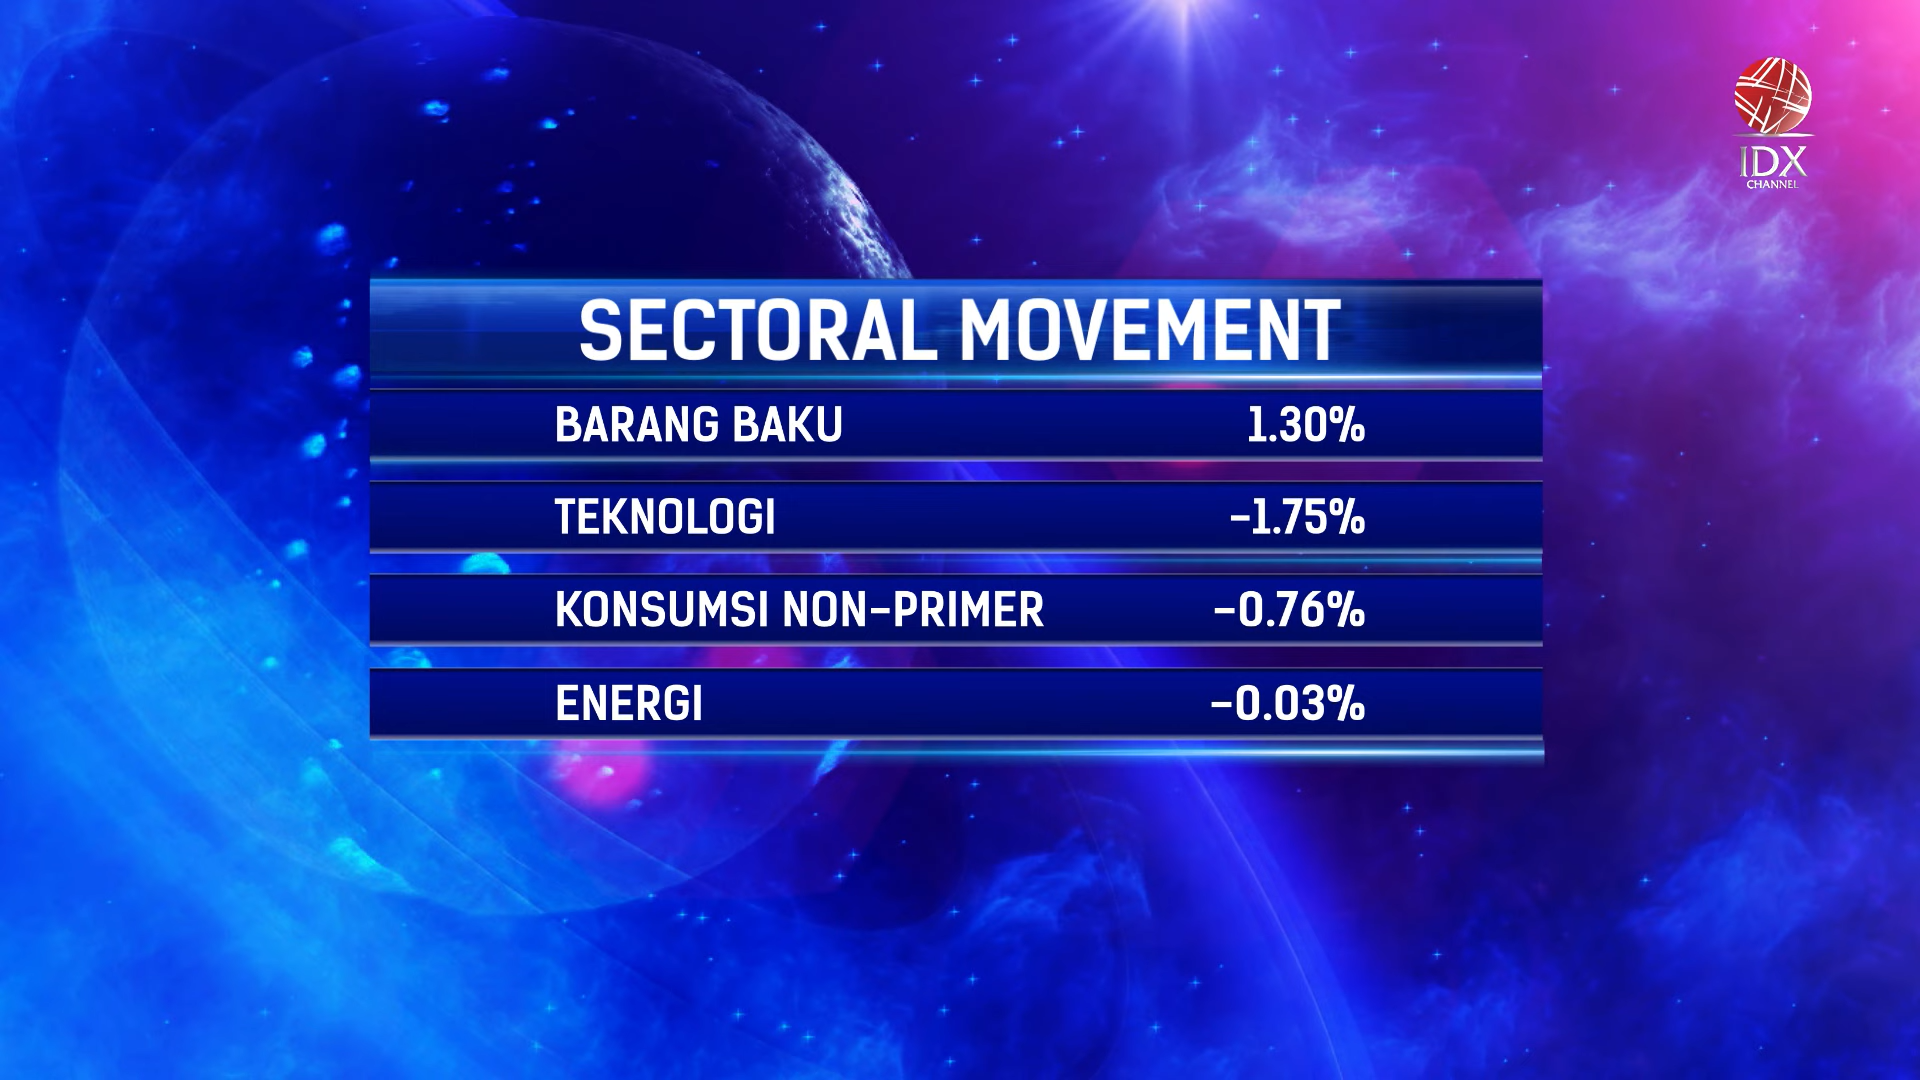 IDX
CHANNEL
SECTORAL MOVEMENT
BARANG BAKU 1.30%
TEKNOLOGI -1.75%
KONSUMSI NON-PRIMER -0.76%
ENERGI -0.03%